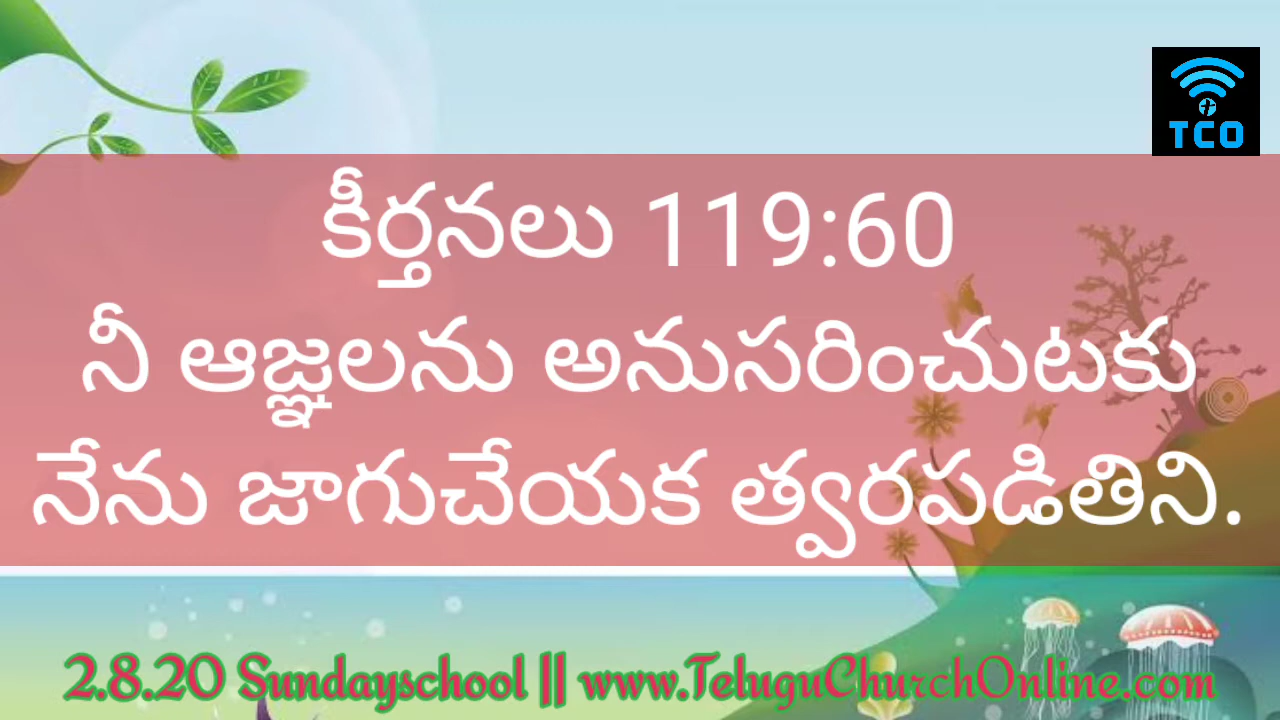 TCO
కీర్తనలు 119:60
నీ ఆజ్ఞలను అనుసరించుటకు
నేను జాగుచేయక త్వరపడితిని.
2.8.20 Sundayschool || www.TeluguChurchOnline.com